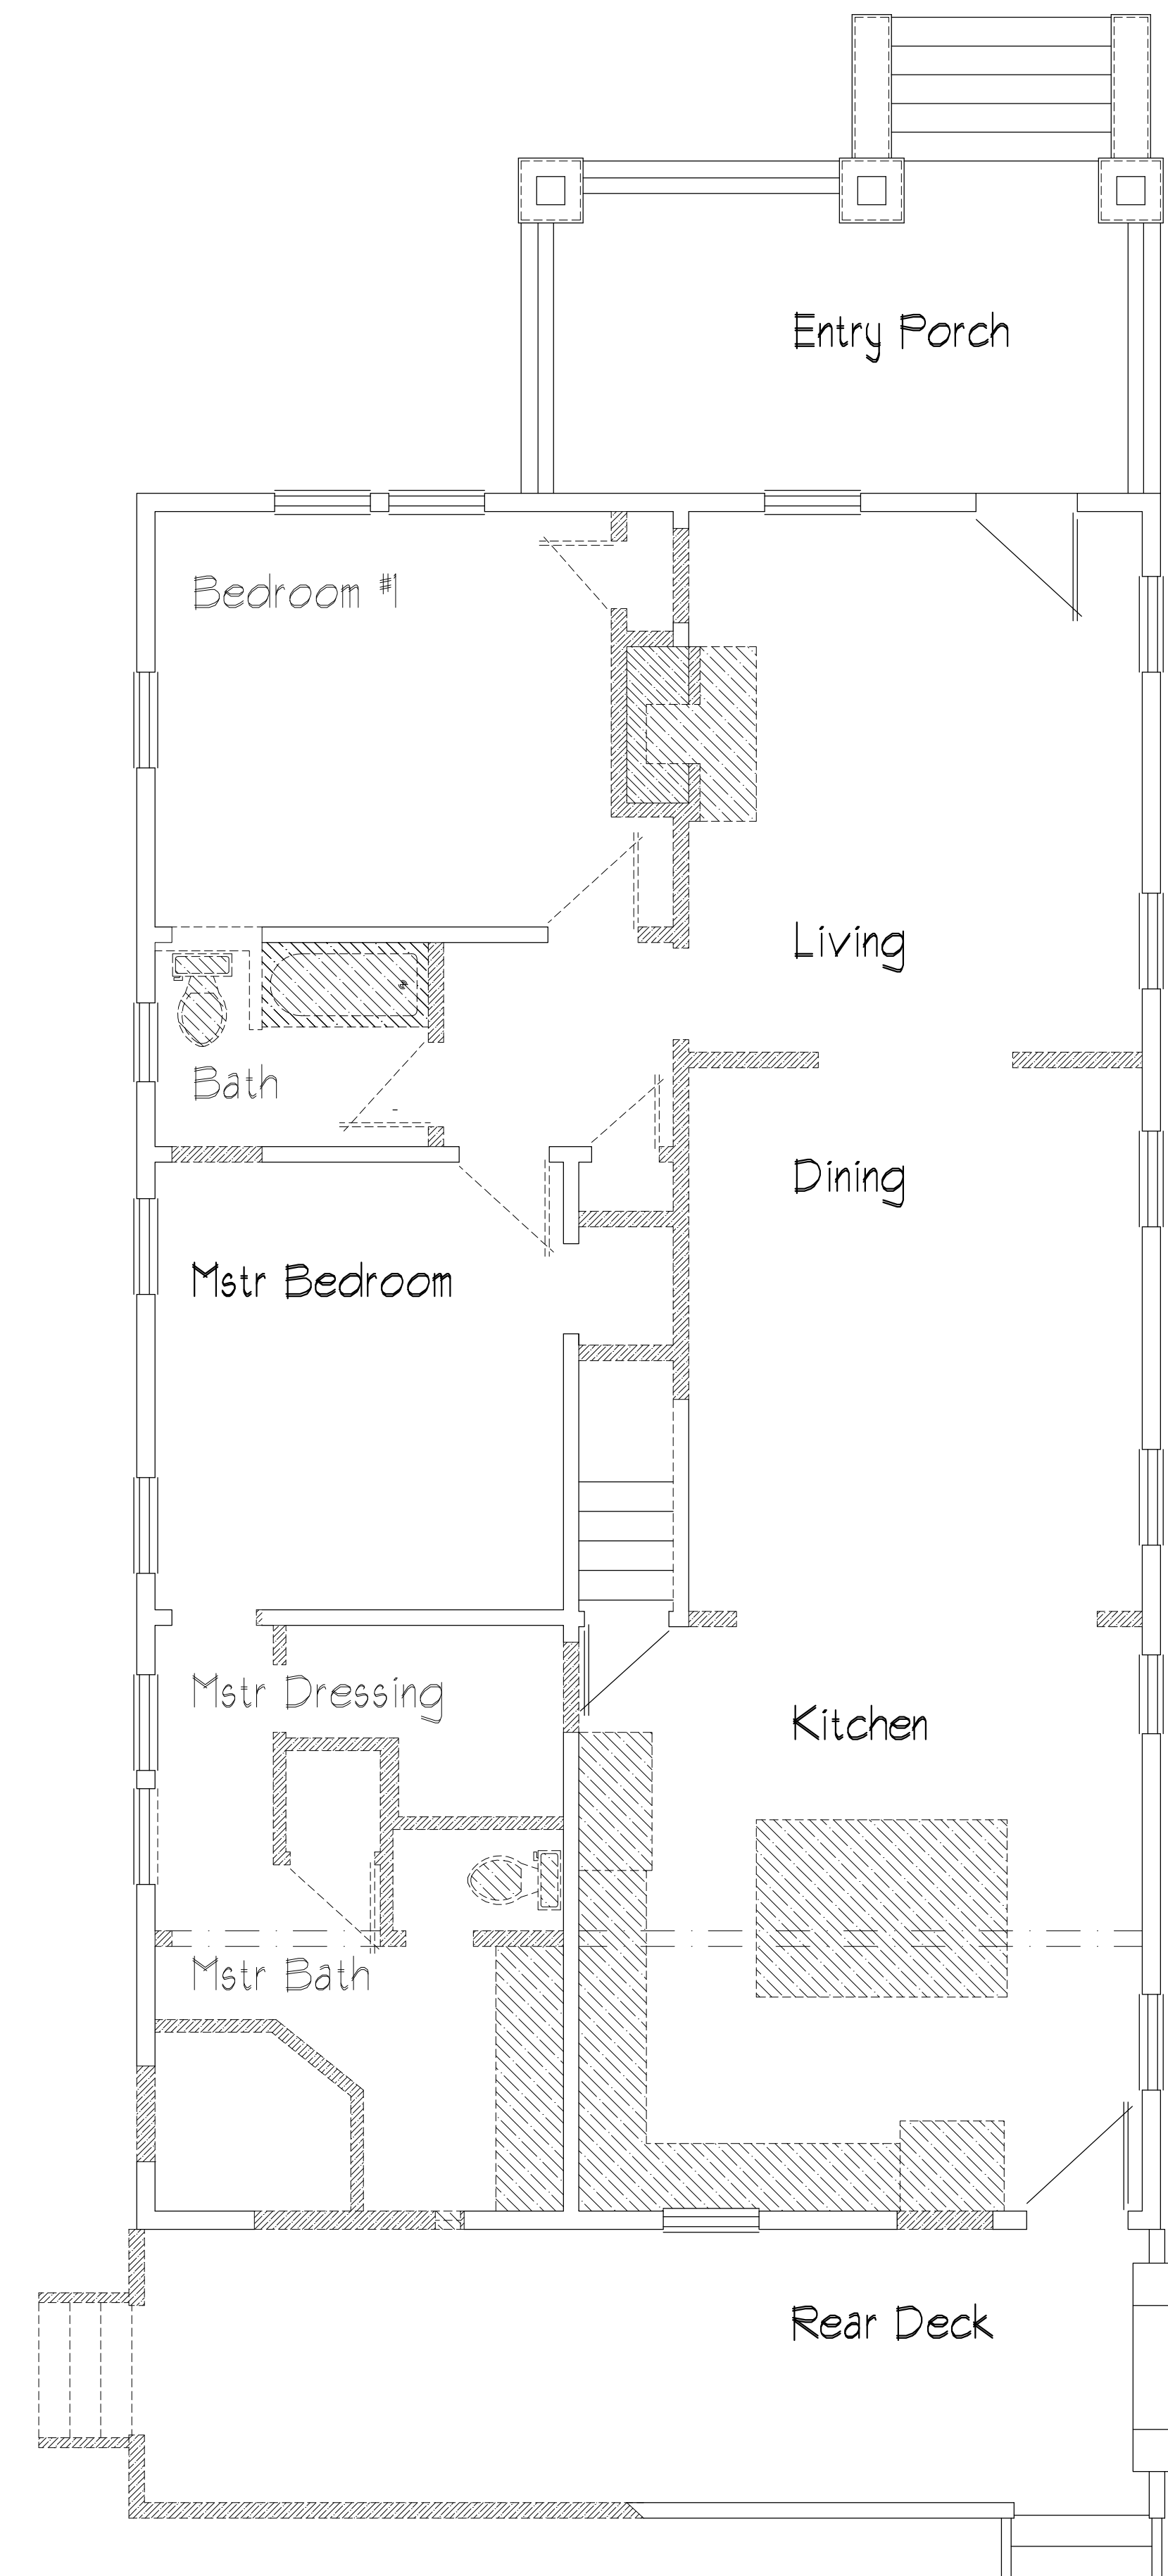 Entry Porch
Bedroom #1
Living
Bath
Dining
Mstr Bedroom
Mstr Dressing
Kitchen
Mstr Bath
Rear Deck